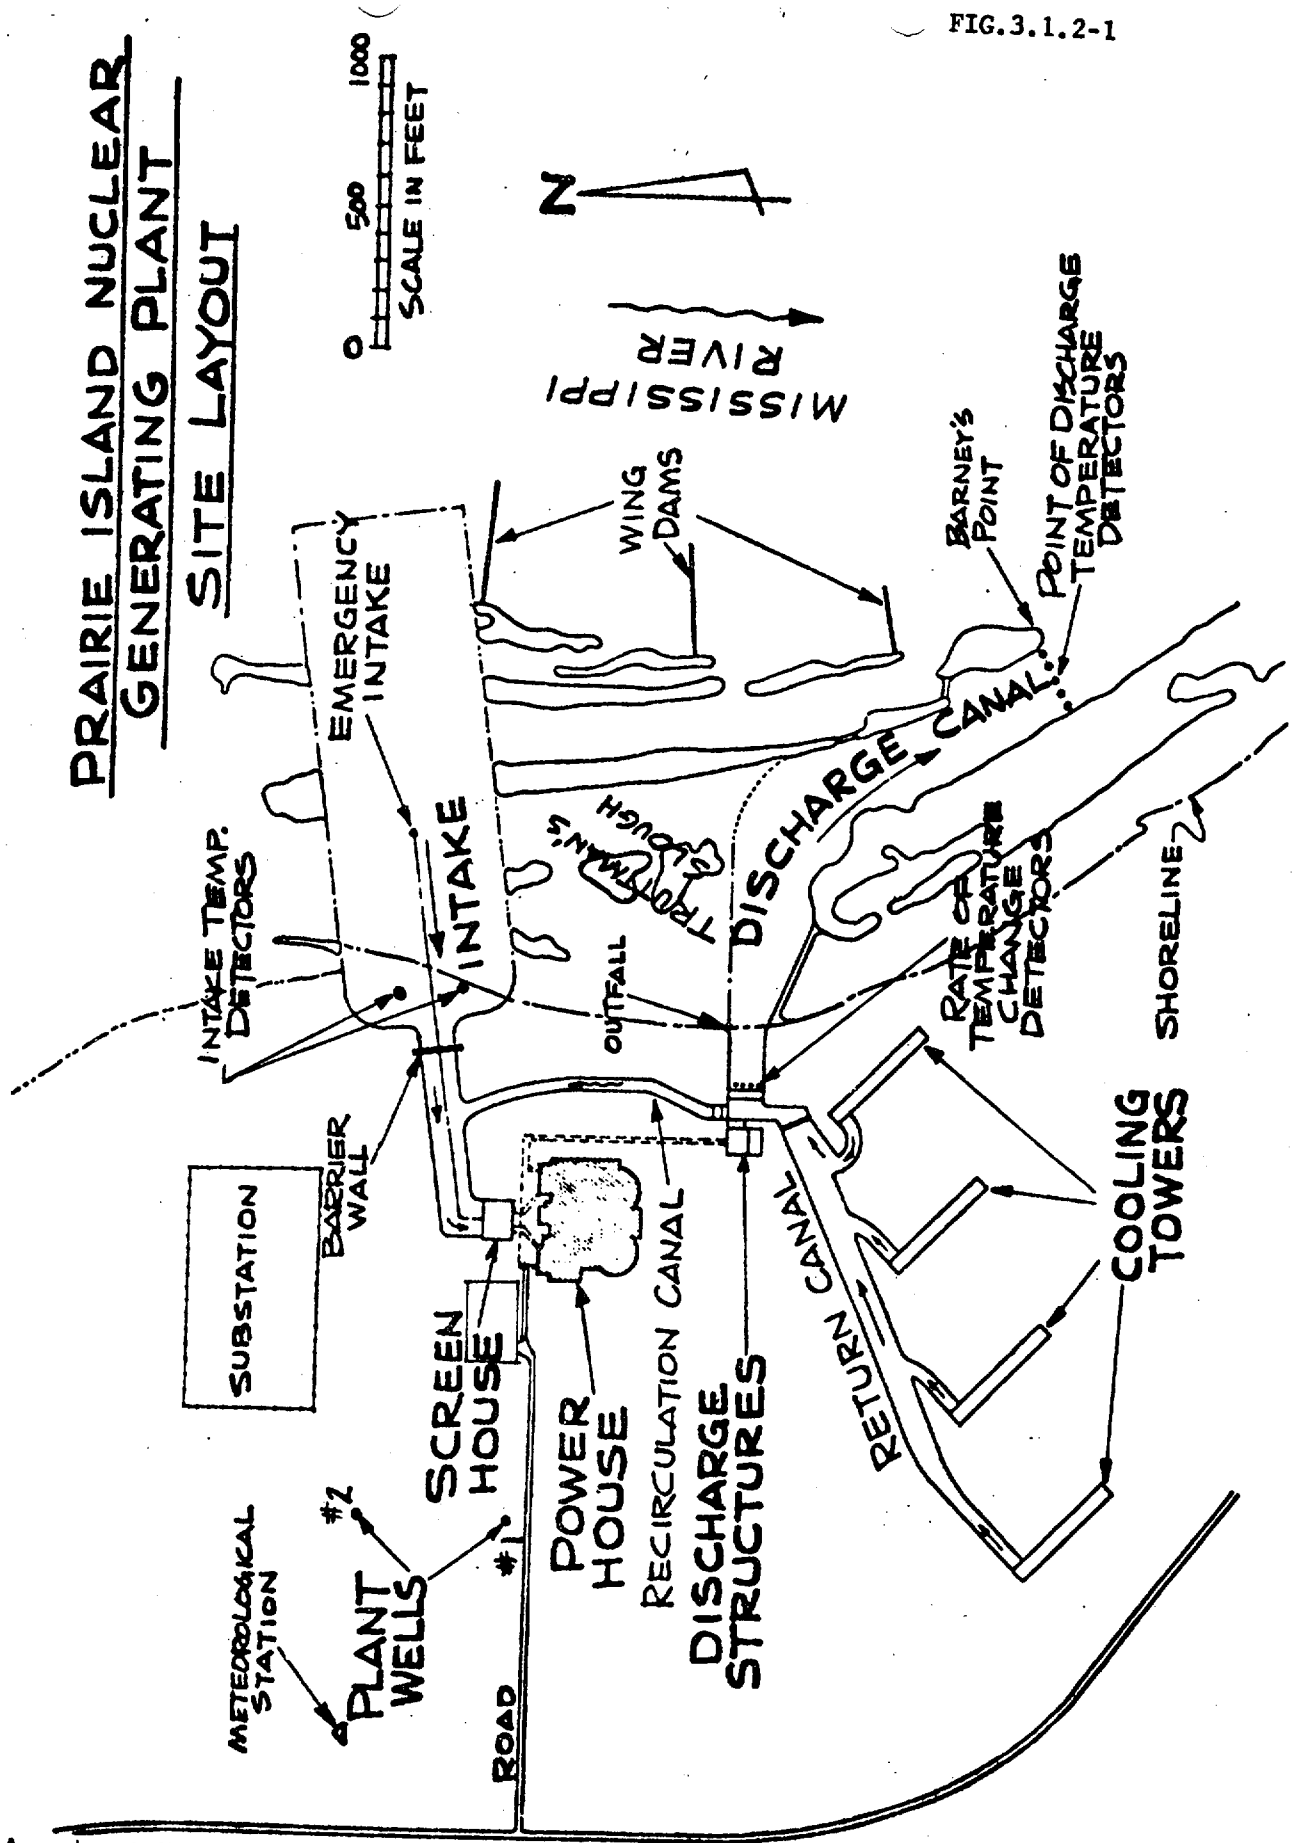 FIG.3.1.2-1
PRAIRIE ISLAND NUCLEAR
GENERATING PLANT
SITE LAYOUT
0 500 1000
SCALE IN FEET
N
MISSISSIPPI
RIVER
EMERGENCY
INTAKE
WING
DAMS
BARNEY'S
POINT
POINT OF DISCHARGE
TEMPERATURE
DETECTORS
INTAKE TEMP.
DETECTORS
INTAKE
TROUTMAN'S
SLOUGH
DISCHARGE CANAL
OUTFALL
RATE OF
TEMPERATURE
CHANGE
DETECTORS
SHORELINE
BARRIER
WALL
SUBSTATION
SCREEN
HOUSE
POWER
HOUSE
RECIRCULATION CANAL
DISCHARGE
STRUCTURES
RETURN CANAL
COOLING
TOWERS
METEOROLOGICAL
STATION
PLANT
WELLS
#2
#1
ROAD